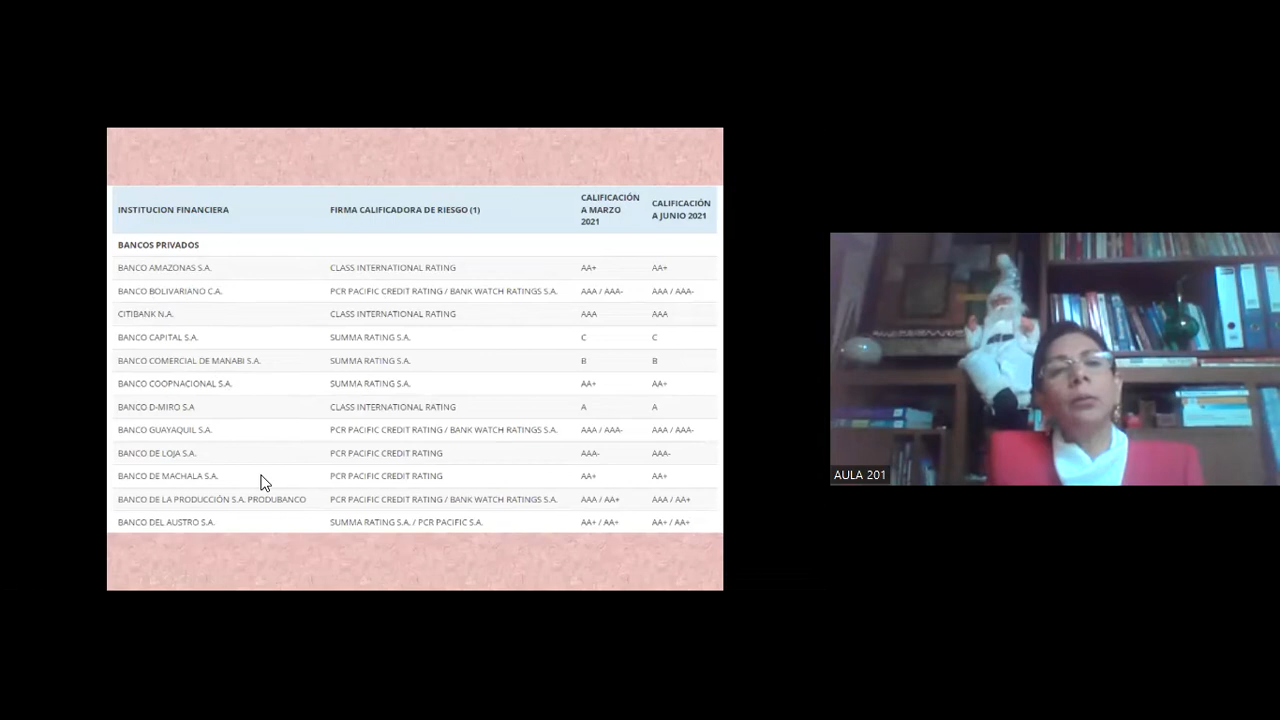 INSTITUCION FINANCIERA FIRMA CALIFICADORA DE RIESGO (1) CALIFICACIÓN A MARZO 2021 CALIFICACIÓN A JUNIO 2021
BANCOS PRIVADOS
BANCO AMAZONAS S.A. CLASS INTERNATIONAL RATING AA+ AA+
BANCO BOLIVARIANO C.A. PCR PACIFIC CREDIT RATING / BANK WATCH RATINGS S.A. AAA / AAA- AAA / AAA-
CITIBANK N.A. CLASS INTERNATIONAL RATING AAA AAA
BANCO CAPITAL S.A. SUMMA RATING S.A. C C
BANCO COMERCIAL DE MANABI S.A. SUMMA RATING S.A. B B
BANCO COOPNACIONAL S.A. SUMMA RATING S.A. AA+ AA+
BANCO D-MIRO S.A CLASS INTERNATIONAL RATING A A
BANCO GUAYAQUIL S.A. PCR PACIFIC CREDIT RATING / BANK WATCH RATINGS S.A. AAA / AAA- AAA / AAA-
BANCO DE LOJA S.A. PCR PACIFIC CREDIT RATING AAA- AAA-
BANCO DE MACHALA S.A. PCR PACIFIC CREDIT RATING AA+ AA+
BANCO DE LA PRODUCCIÓN S.A. PRODUBANCO PCR PACIFIC CREDIT RATING / BANK WATCH RATINGS S.A. AAA / AA+ AAA / AA+
BANCO DEL AUSTRO S.A. SUMMA RATING S.A. / PCR PACIFIC S.A. AA+ / AA+ AA+ / AA+
AULA 201